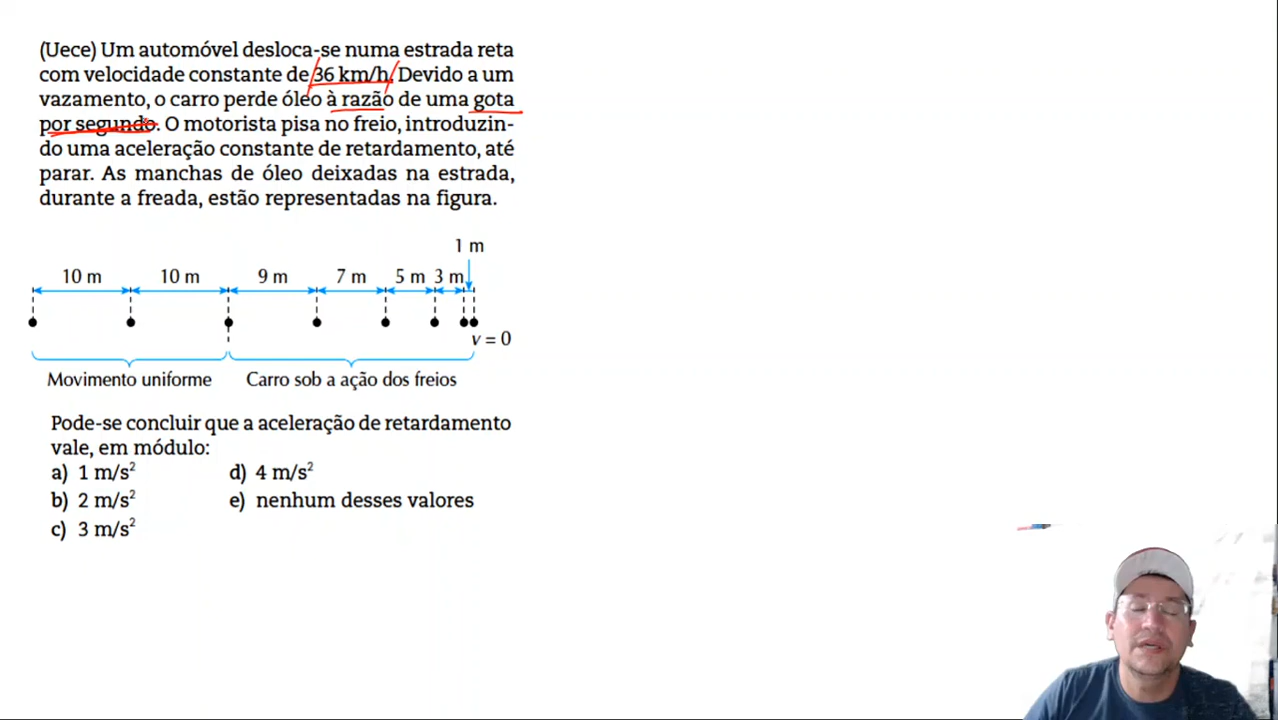 (Uece) Um automóvel desloca-se numa estrada reta
com velocidade constante de 36 km/h. Devido a um
vazamento, o carro perde óleo à razão de uma gota
por segundo. O motorista pisa no freio, introduzin-
do uma aceleração constante de retardamento, até
parar. As manchas de óleo deixadas na estrada,
durante a freada, estão representadas na figura.
1 m
10 m 10 m 9 m 7 m 5 m 3 m
v = 0
Movimento uniforme Carro sob a ação dos freios
Pode-se concluir que a aceleração de retardamento
vale, em módulo:
a) 1 m/s² d) 4 m/s²
b) 2 m/s² e) nenhum desses valores
c) 3 m/s²